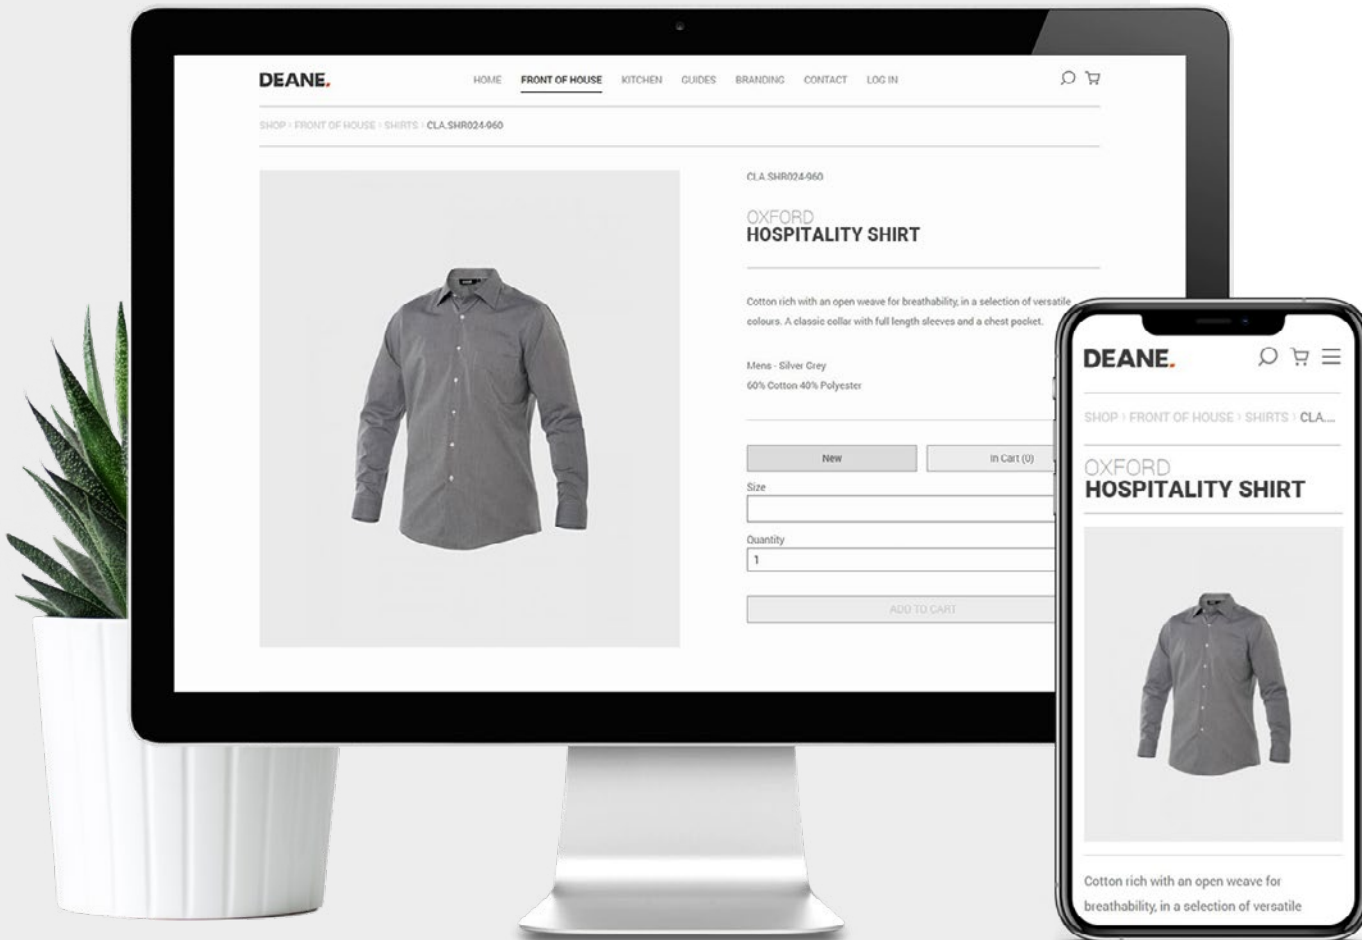 DEANE.
HOME FRONT OF HOUSE KITCHEN GUIDES BRANDING CONTACT LOG IN
SHOP › FRONT OF HOUSE › SHIRTS › CLA.SHR024-960
CLA.SHR024-960
OXFORD
HOSPITALITY SHIRT
Cotton rich with an open weave for breathability, in a selection of versatile
colours. A classic collar with full length sleeves and a chest pocket.
Mens - Silver Grey
60% Cotton 40% Polyester
New In Cart (0)
Size
Quantity
1
ADD TO CART
DEANE.
SHOP › FRONT OF HOUSE › SHIRTS › CLA....
OXFORD
HOSPITALITY SHIRT
Cotton rich with an open weave for
breathability, in a selection of versatile